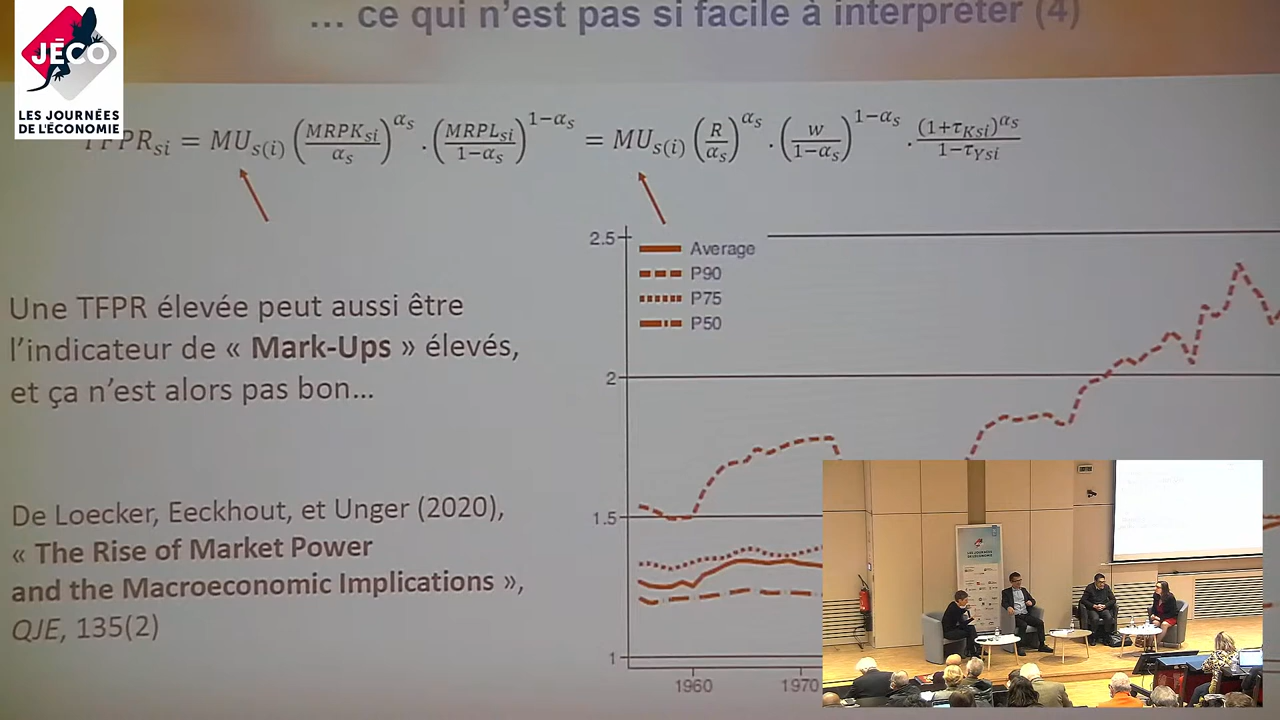 ... ce qui n'est pas si facile à interpréter (4)
JÉCO
LES JOURNÉES
DE L'ÉCONOMIE
TFPR_si = MU_s(i) (MRPK_si / α_s)^α_s . (MRPL_si / 1−α_s)^1−α_s = MU_s(i) (R / α_s)^α_s . (w / 1−α_s)^1−α_s . (1+τ_Ksi)^α_s / 1−τ_Ysi
Une TFPR élevée peut aussi être
l'indicateur de « Mark-Ups » élevés,
et ça n'est alors pas bon...
De Loecker, Eeckhout, et Unger (2020),
« The Rise of Market Power
and the Macroeconomic Implications »,
QJE, 135(2)
2.5
Average
P90
P75
P50
2
1.5
1
1960
1970